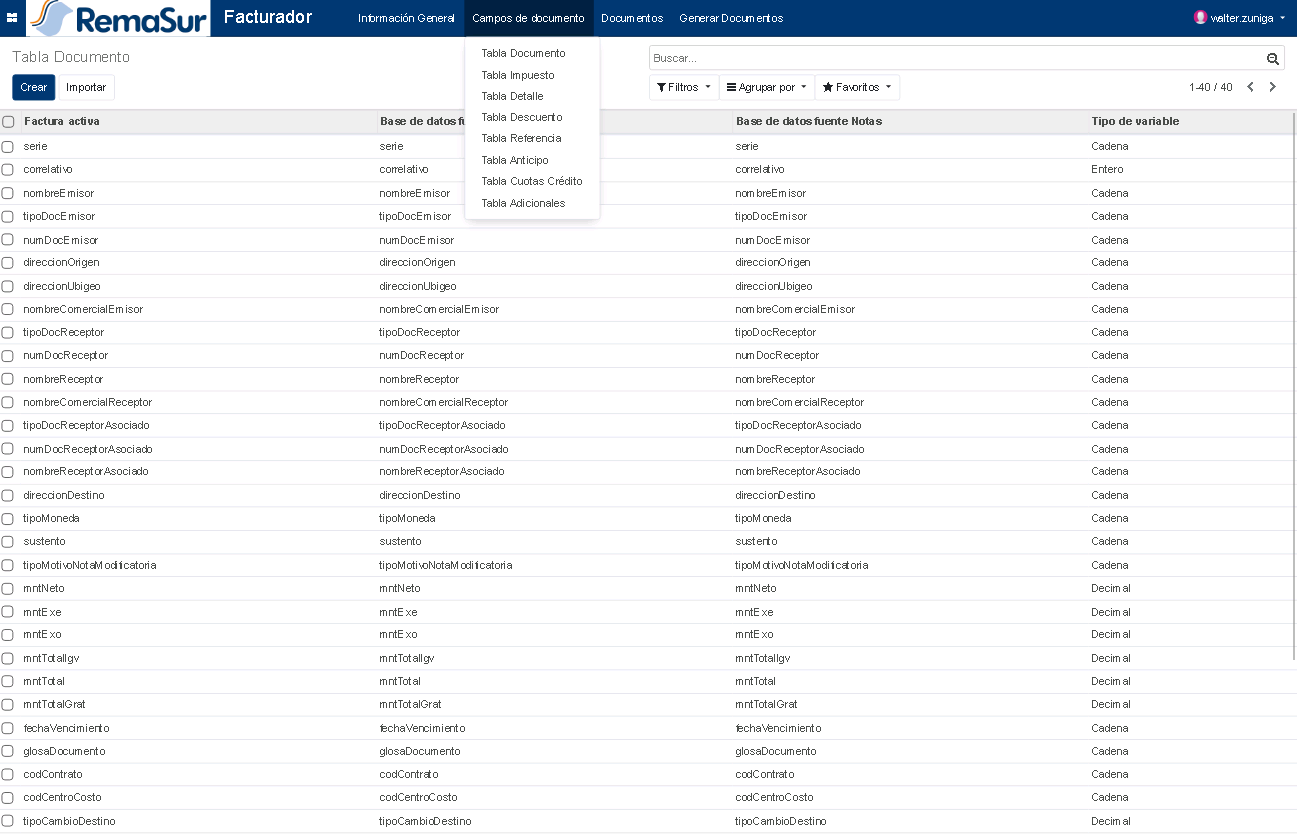 RemaSur Facturador Información General Campos de documento Documentos Generar Documentos walter.zuniga
Tabla Documento
Buscar...
Crear Importar
Filtros Agrupar por Favoritos 1-40 / 40
Tabla Documento
Tabla Impuesto
Tabla Detalle
Tabla Descuento
Tabla Referencia
Tabla Anticipo
Tabla Cuotas Crédito
Tabla Adicionales
Factura activa Base de datos fu Base de datos fuente Notas Tipo de variable
serie serie serie Cadena
correlativo correlativo correlativo Entero
nombreEmisor nombreEmisor nombreEmisor Cadena
tipoDocEmisor tipoDocEmisor tipoDocEmisor Cadena
numDocEmisor numDocEmisor numDocEmisor Cadena
direccionOrigen direccionOrigen direccionOrigen Cadena
direccionUbigeo direccionUbigeo direccionUbigeo Cadena
nombreComercialEmisor nombreComercialEmisor nombreComercialEmisor Cadena
tipoDocReceptor tipoDocReceptor tipoDocReceptor Cadena
numDocReceptor numDocReceptor numDocReceptor Cadena
nombreReceptor nombreReceptor nombreReceptor Cadena
nombreComercialReceptor nombreComercialReceptor nombreComercialReceptor Cadena
tipoDocReceptorAsociado tipoDocReceptorAsociado tipoDocReceptorAsociado Cadena
numDocReceptorAsociado numDocReceptorAsociado numDocReceptorAsociado Cadena
nombreReceptorAsociado nombreReceptorAsociado nombreReceptorAsociado Cadena
direccionDestino direccionDestino direccionDestino Cadena
tipoMoneda tipoMoneda tipoMoneda Cadena
sustento sustento sustento Cadena
tipoMotivoNotaModificatoria tipoMotivoNotaModificatoria tipoMotivoNotaModificatoria Cadena
mntNeto mntNeto mntNeto Decimal
mntExe mntExe mntExe Decimal
mntExo mntExo mntExo Decimal
mntTotalIgv mntTotalIgv mntTotalIgv Decimal
mntTotal mntTotal mntTotal Decimal
mntTotalGrat mntTotalGrat mntTotalGrat Decimal
fechaVencimiento fechaVencimiento fechaVencimiento Cadena
glosaDocumento glosaDocumento glosaDocumento Cadena
codContrato codContrato codContrato Cadena
codCentroCosto codCentroCosto codCentroCosto Cadena
tipoCambioDestino tipoCambioDestino tipoCambioDestino Decimal